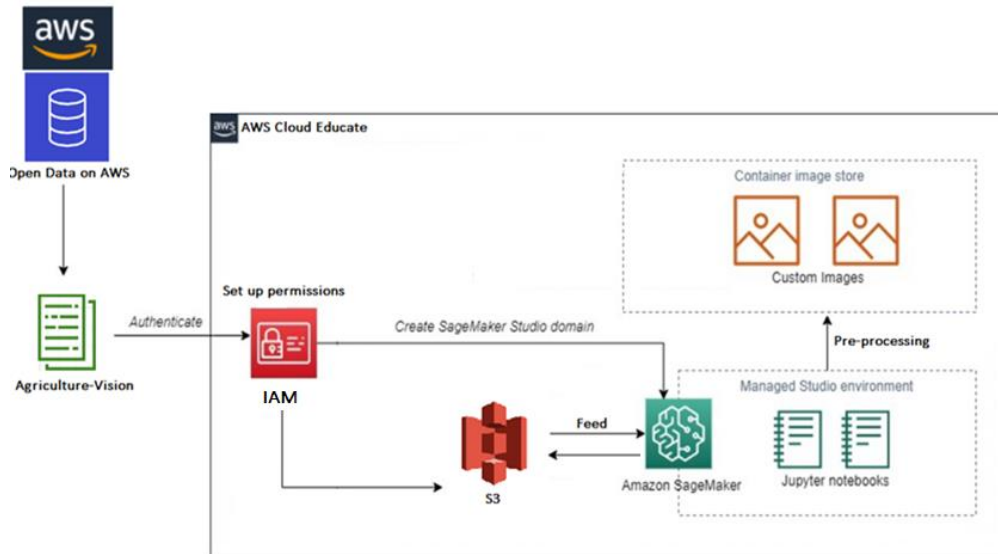 aws
Open Data on AWS
aws
AWS Cloud Educate
Container image store
Custom Images
Set up permissions
Authenticate
Create SageMaker Studio domain
Pre-processing
Agriculture-Vision
IAM
Managed Studio environment
Feed
Amazon SageMaker
Jupyter notebooks
S3